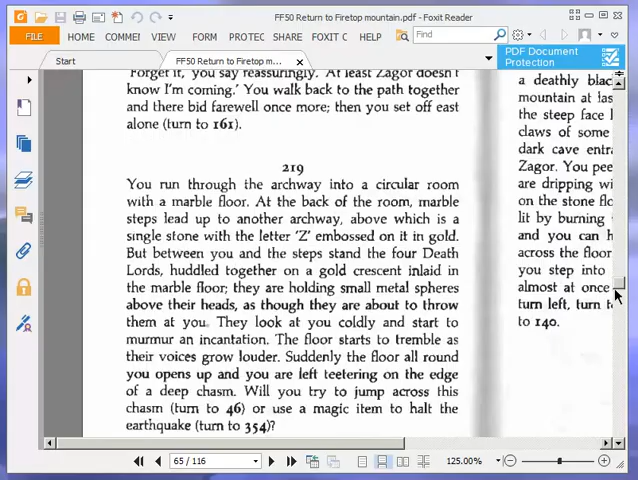 FF50 Return to Firetop mountain.pdf - Foxit Reader
FILE HOME COMMEI VIEW FORM PROTEC SHARE FOXIT C HELP Find
Start FF50 Return to Firetop m...
PDF Document
Protection
'Forget it,' you say reassuringly. 'At least Zagor doesn't
know I'm coming.' You walk back to the path together
and there bid farewell once more; then you set off east
alone (turn to 161).
219
You run through the archway into a circular room
with a marble floor. At the back of the room, marble
steps lead up to another archway, above which is a
single stone with the letter 'Z' embossed on it in gold.
But between you and the steps stand the four Death
Lords, huddled together on a gold crescent inlaid in
the marble floor; they are holding small metal spheres
above their heads, as though they are about to throw
them at you. They look at you coldly and start to
murmur an incantation. The floor starts to tremble as
their voices grow louder. Suddenly the floor all round
you opens up and you are left teetering on the edge
of a deep chasm. Will you try to jump across this
chasm (turn to 46) or use a magic item to halt the
earthquake (turn to 354)?
a deathly blac
mountain at las
the steep face
claws of some
dark cave entr
Zagor. You pee
are dripping wi
on the stone flo
lit by burning
and you can h
across the floor
you step into
almost at once
turn left, turn t
to 140.
65 / 116
125.00%